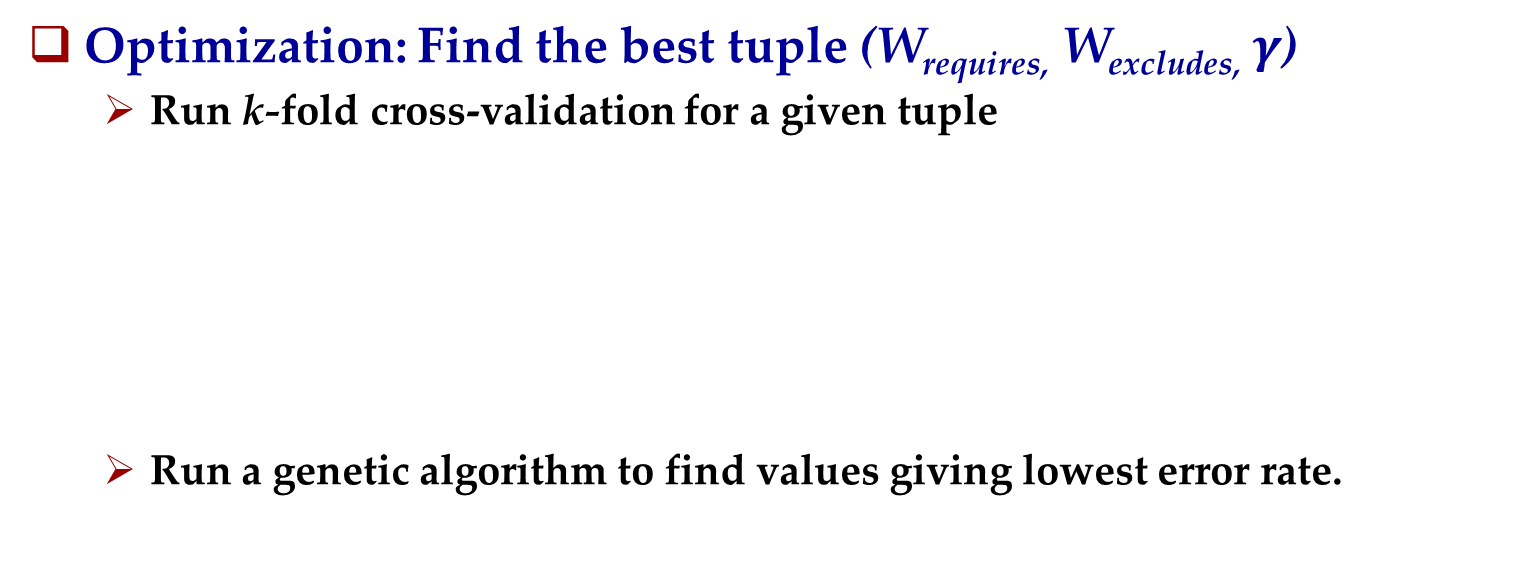 ❑ Optimization: Find the best tuple (W_requires, W_excludes, γ)
➢ Run k-fold cross-validation for a given tuple
➢ Run a genetic algorithm to find values giving lowest error rate.